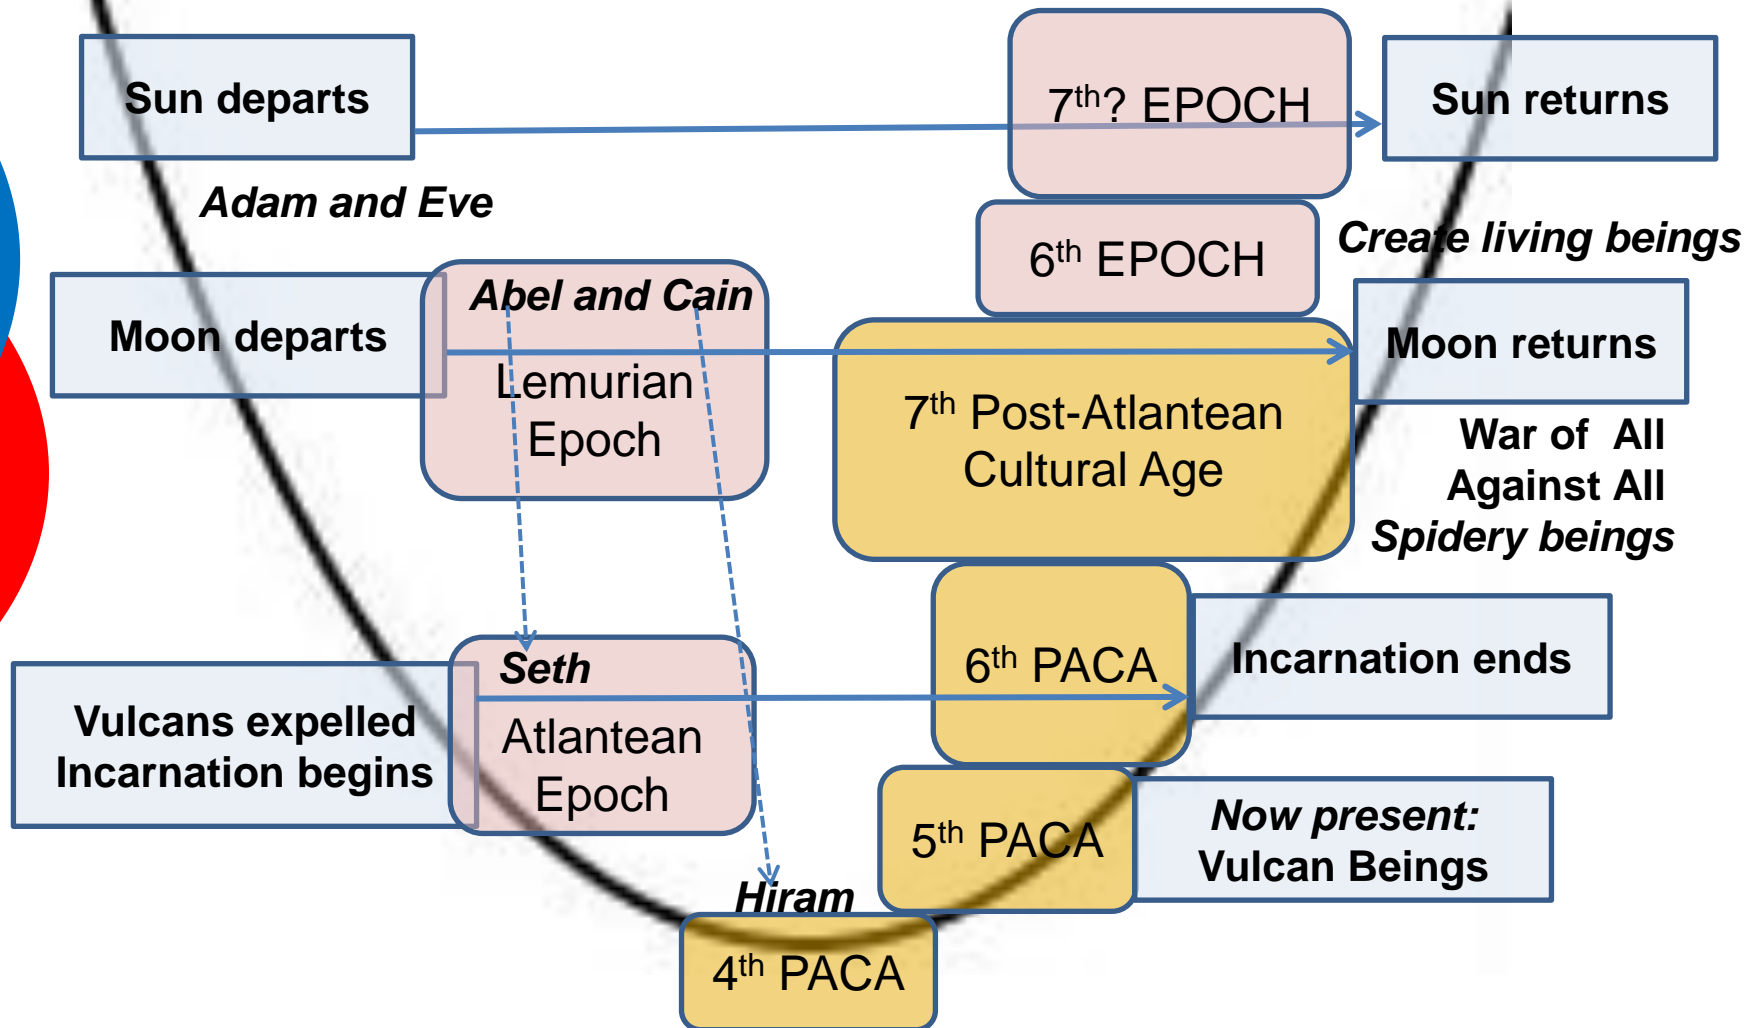 Sun departs
7th? EPOCH
Sun returns
Adam and Eve
6th EPOCH
Create living beings
Moon departs
Abel and Cain
Lemurian
Epoch
7th Post-Atlantean
Cultural Age
Moon returns
War of All
Against All
Spidery beings
Vulcans expelled
Incarnation begins
Seth
Atlantean
Epoch
6th PACA
Incarnation ends
5th PACA
Now present:
Vulcan Beings
Hiram
4th PACA